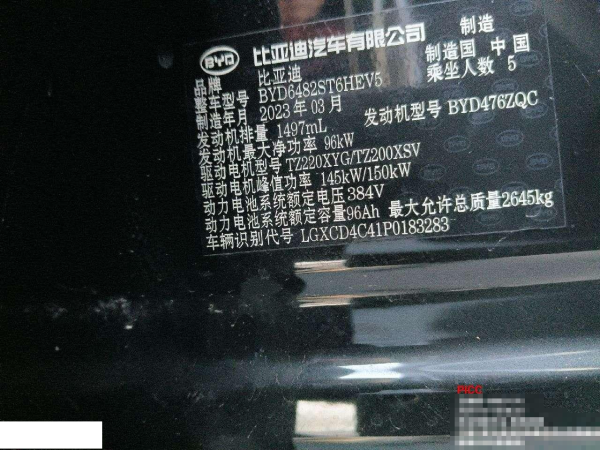 BYD 比亚迪汽车有限公司 制造
品牌 比亚迪 制造国 中国
整车型号 BYD6482ST6HEV5 乘坐人数 5
制造年月 2023年03月
发动机排量 1497mL 发动机型号 BYD476ZQC
发动机最大净功率 96kW
驱动电机型号 TZ220XYG/TZ200XSV
驱动电机峰值功率 145kW/150kW
动力电池系统额定电压 384V
动力电池系统额定容量 96Ah 最大允许总质量 2645kg
车辆识别代号 LGXCD4C41P0183283
PICC